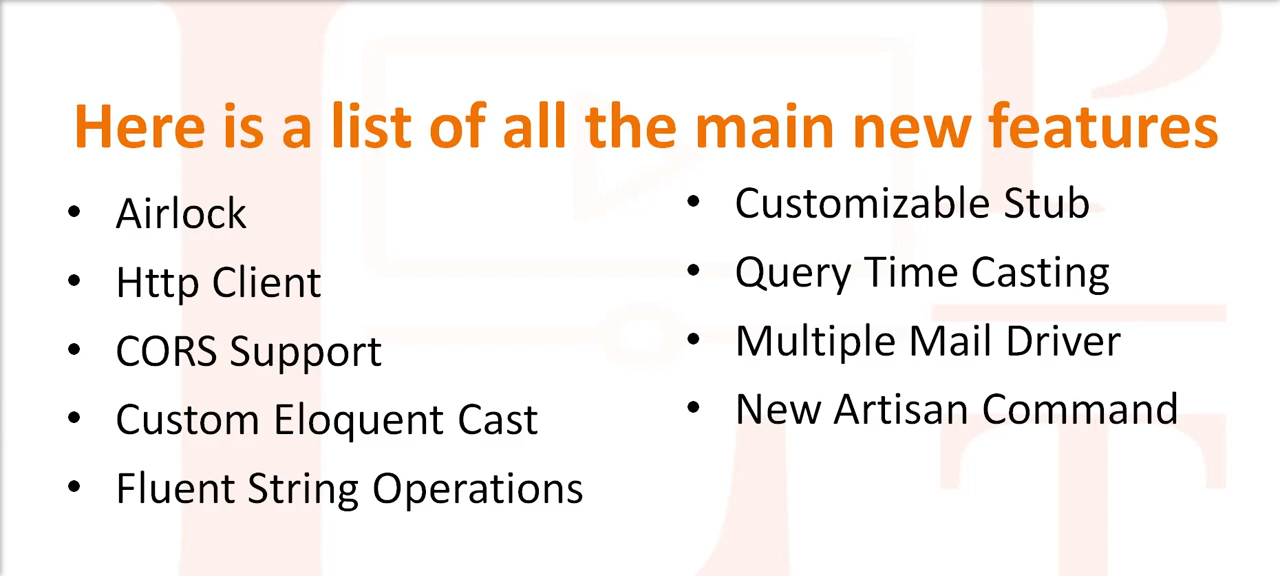 Here is a list of all the main new features
• Airlock
• Http Client
• CORS Support
• Custom Eloquent Cast
• Fluent String Operations
• Customizable Stub
• Query Time Casting
• Multiple Mail Driver
• New Artisan Command